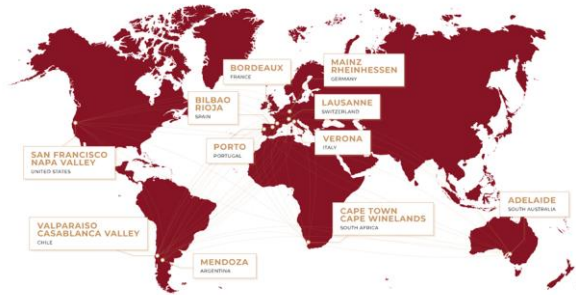 BORDEAUX
FRANCE
MAINZ
RHEINHESSEN
GERMANY
BILBAO
RIOJA
SPAIN
LAUSANNE
SWITZERLAND
PORTO
PORTUGAL
VERONA
ITALY
SAN FRANCISCO
NAPA VALLEY
UNITED STATES
VALPARAISO
CASABLANCA VALLEY
CHILE
MENDOZA
ARGENTINA
CAPE TOWN
CAPE WINELANDS
SOUTH AFRICA
ADELAIDE
SOUTH AUSTRALIA